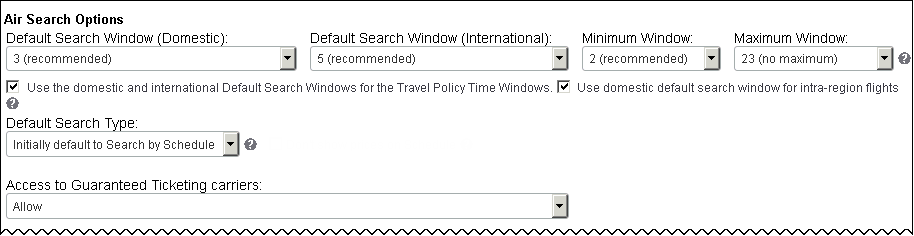 Air Search Options
Default Search Window (Domestic): Default Search Window (International): Minimum Window: Maximum Window:
3 (recommended) 5 (recommended) 2 (recommended) 23 (no maximum) ?
Use the domestic and international Default Search Windows for the Travel Policy Time Windows. Use domestic default search window for intra-region flights
?
Default Search Type:
Initially default to Search by Schedule ?
Access to Guaranteed Ticketing carriers:
Allow